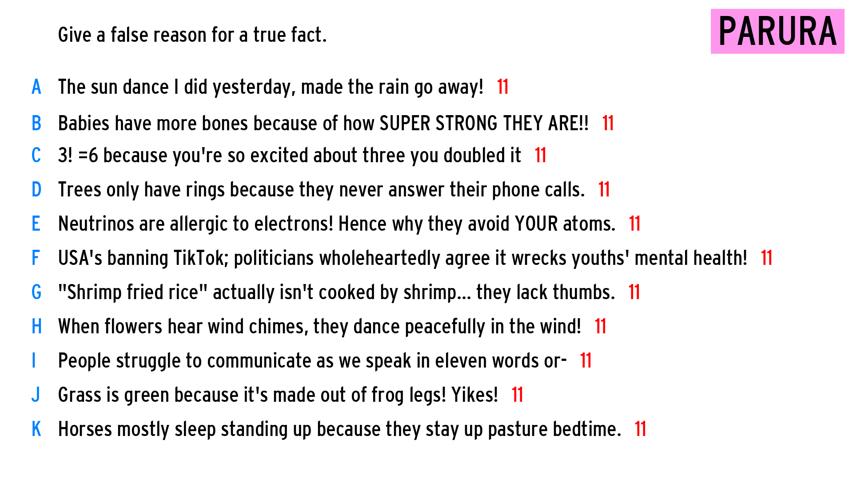 Give a false reason for a true fact.
PARURA
A The sun dance I did yesterday, made the rain go away! 11
B Babies have more bones because of how SUPER STRONG THEY ARE!! 11
C 3! =6 because you're so excited about three you doubled it 11
D Trees only have rings because they never answer their phone calls. 11
E Neutrinos are allergic to electrons! Hence why they avoid YOUR atoms. 11
F USA's banning TikTok; politicians wholeheartedly agree it wrecks youths' mental health! 11
G "Shrimp fried rice" actually isn't cooked by shrimp... they lack thumbs. 11
H When flowers hear wind chimes, they dance peacefully in the wind! 11
I People struggle to communicate as we speak in eleven words or- 11
J Grass is green because it's made out of frog legs! Yikes! 11
K Horses mostly sleep standing up because they stay up pasture bedtime. 11